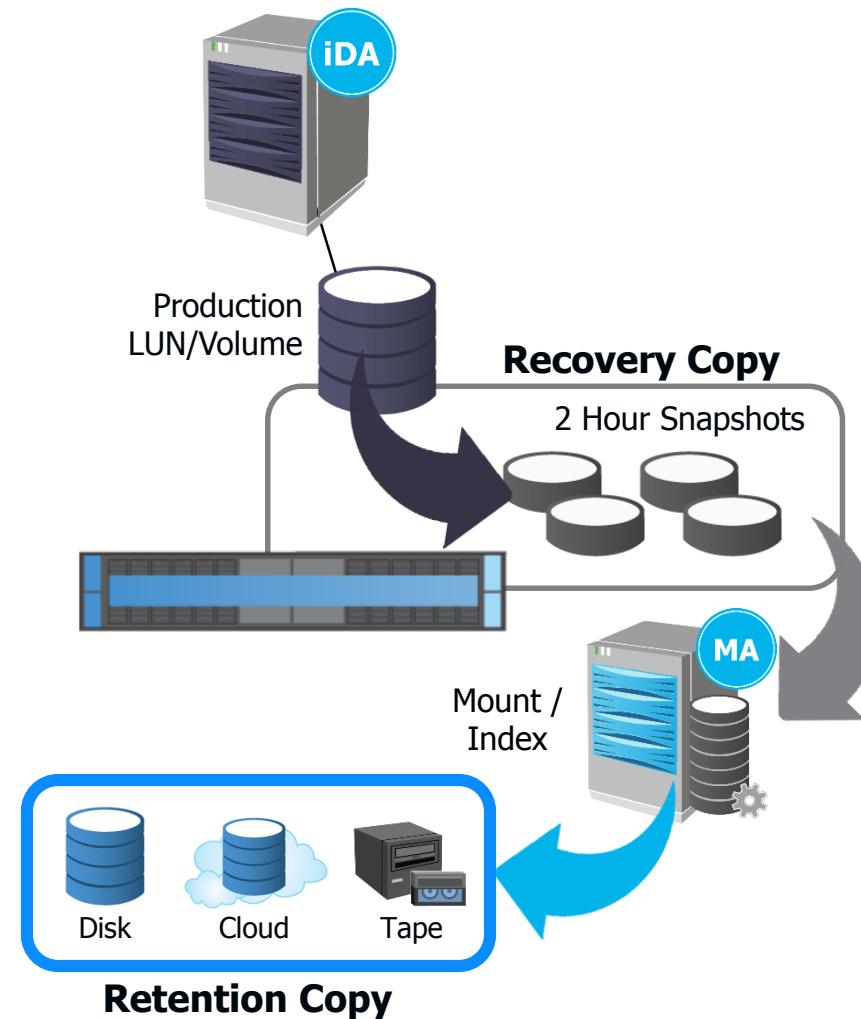 iDA
Production
LUN/Volume
Recovery Copy
2 Hour Snapshots
MA
Mount /
Index
Disk
Cloud
Tape
Retention Copy